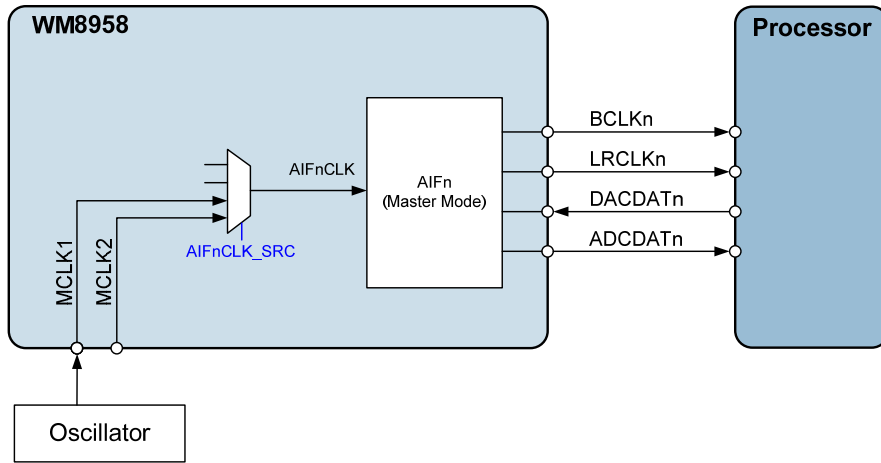 WM8958
Processor
BCLKn
LRCLKn
DACDATn
ADCDATn
AIFnCLK
AIFn
(Master Mode)
AIFnCLK_SRC
MCLK1
MCLK2
Oscillator